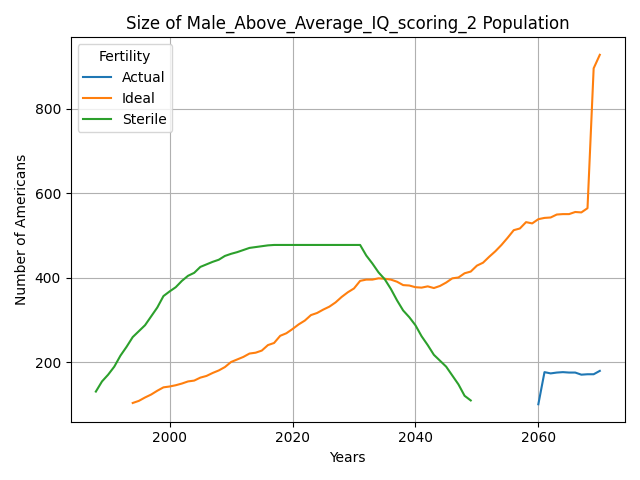 Size of Male_Above_Average_IQ_scoring_2 Population
Fertility
Actual
Ideal
Sterile
Number of Americans
800
600
400
200
2000
2020
2040
2060
Years